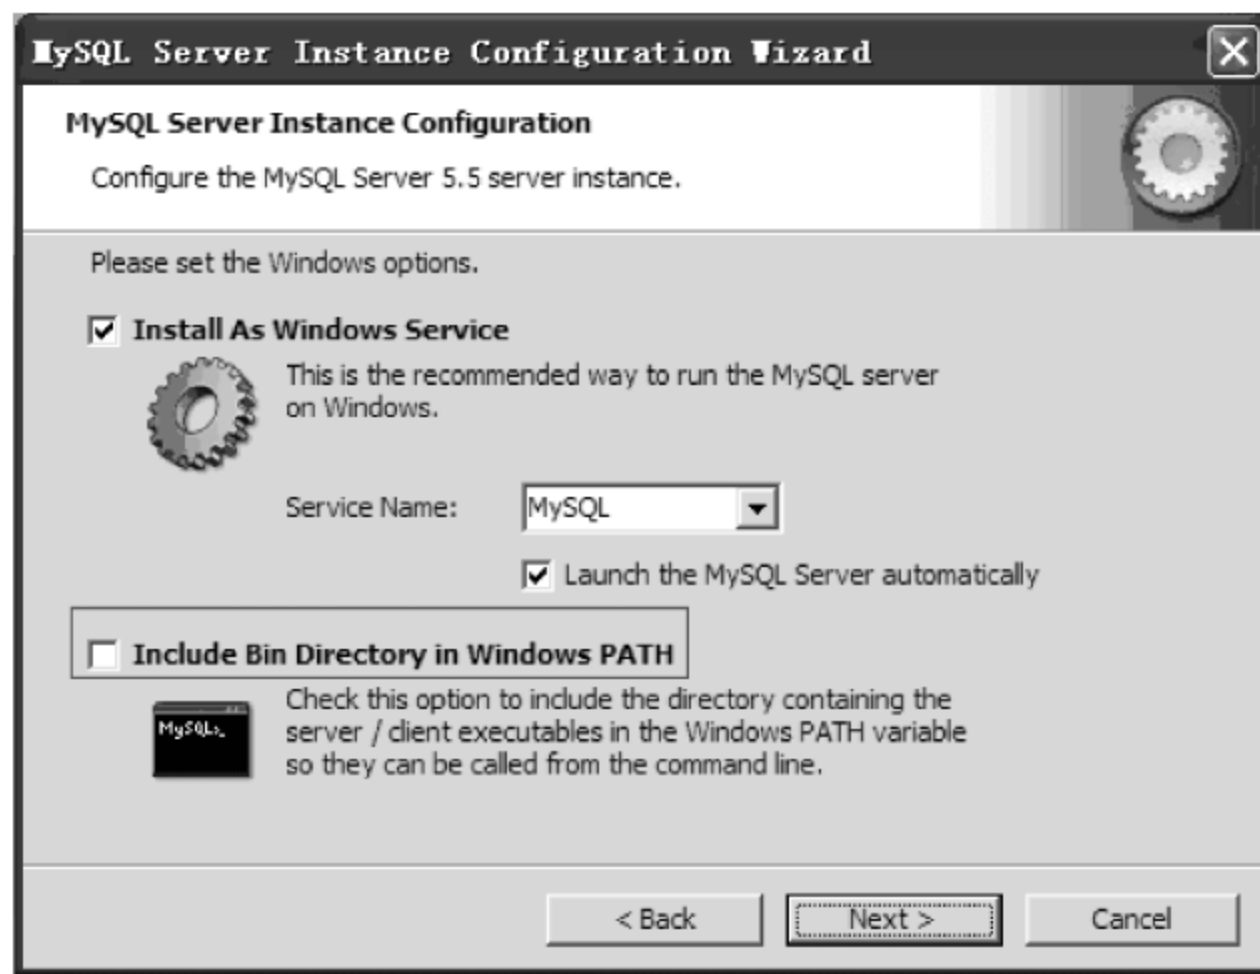 MySQL Server Instance Configuration Wizard
MySQL Server Instance Configuration
Configure the MySQL Server 5.5 server instance.
Please set the Windows options.
Install As Windows Service
This is the recommended way to run the MySQL server
on Windows.
Service Name:
MySQL
Launch the MySQL Server automatically
Include Bin Directory in Windows PATH
Check this option to include the directory containing the
server / client executables in the Windows PATH variable
so they can be called from the command line.
MySQL>_
< Back
Next >
Cancel